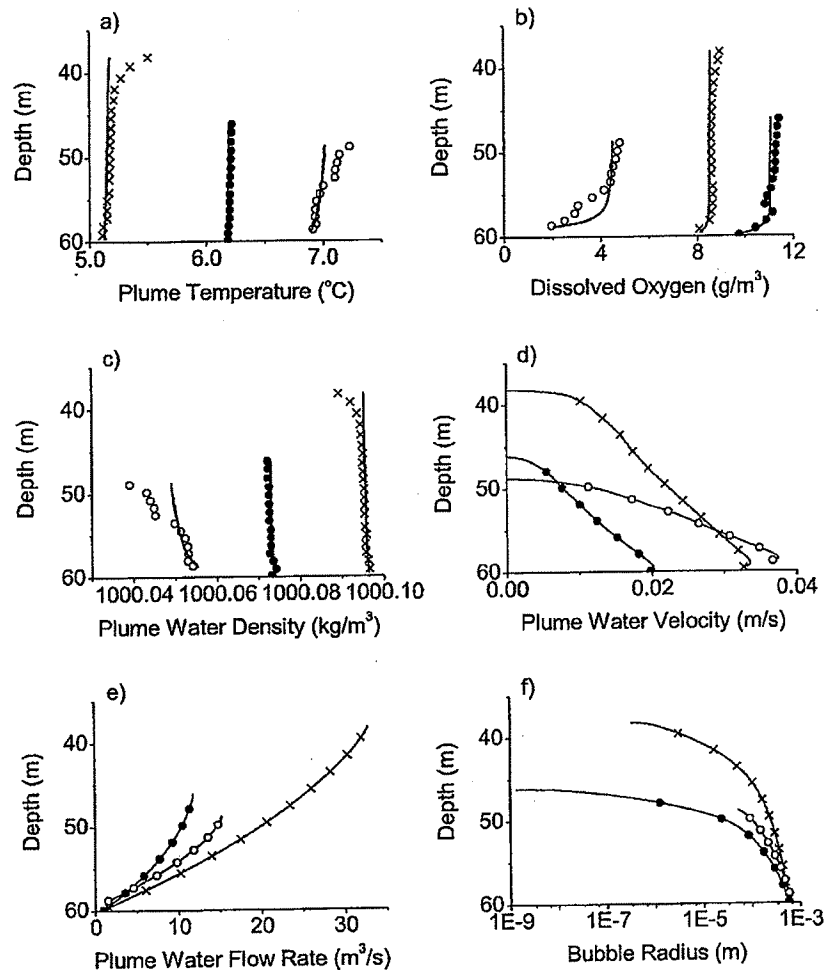 a)
Depth (m)
40
50
60
5.0 6.0 7.0
Plume Temperature (°C)
b)
Depth (m)
40
50
60
0 4 8 12
Dissolved Oxygen (g/m³)
c)
Depth (m)
40
50
60
1000.04 1000.06 1000.08 1000.10
Plume Water Density (kg/m³)
d)
Depth (m)
40
50
60
0.00 0.02 0.04
Plume Water Velocity (m/s)
e)
Depth (m)
40
50
60
0 10 20 30
Plume Water Flow Rate (m³/s)
f)
Depth (m)
40
50
60
1E-9 1E-7 1E-5 1E-3
Bubble Radius (m)